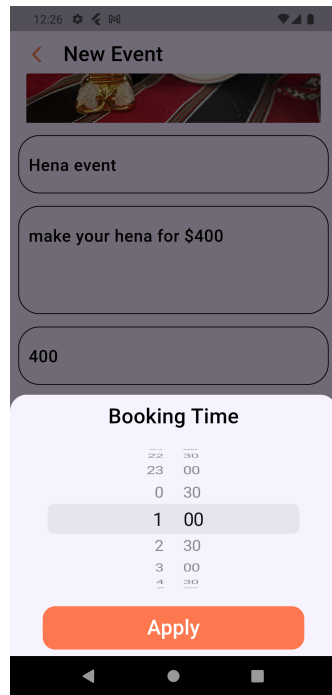 12:26
New Event
Hena event
make your hena for $400
400
Booking Time
22 30
23 00
0 30
1 00
2 30
3 00
4 30
Apply